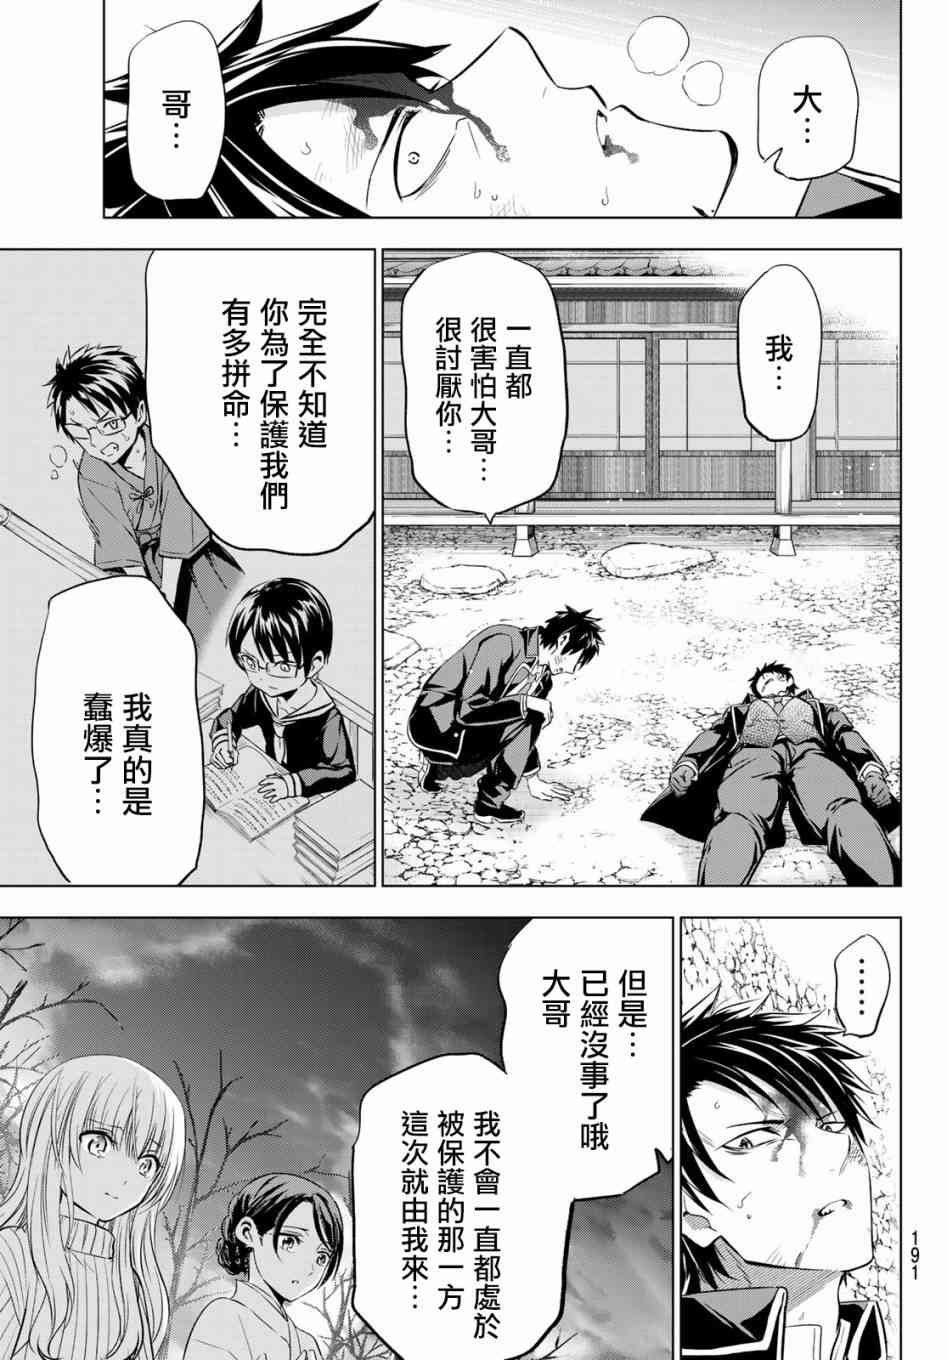 大…
哥…
我…
一直都
很害怕大哥…
很討厭你…
完全不知道
你為了保護我們
有多拼命…
我真的是
蠢爆了…
………
但是…
已經沒事了哦
大哥
我不會一直都處於
被保護的那一方
這次就由我來…
191